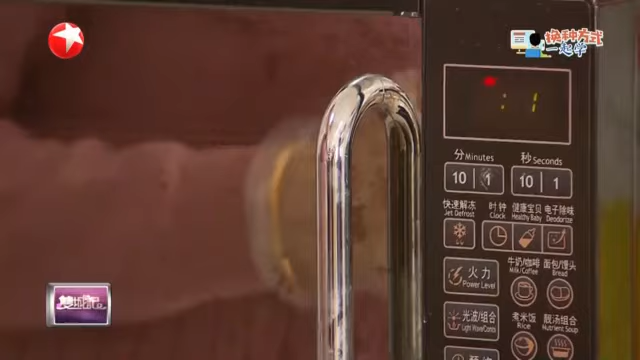 换种方式
一起学
: 1
分 Minutes
秒 Seconds
10 1
10 1
快速解冻
Jet Defrost
时钟
Clock
健康宝贝
Healthy Baby
电子除味
Deodorize
牛奶/咖啡
Milk/Coffee
面包/馒头
Bread
火力
Power Level
光波/组合
Light Wave/Combi
煮米饭
Rice
靓汤组合
Nutrient Soup